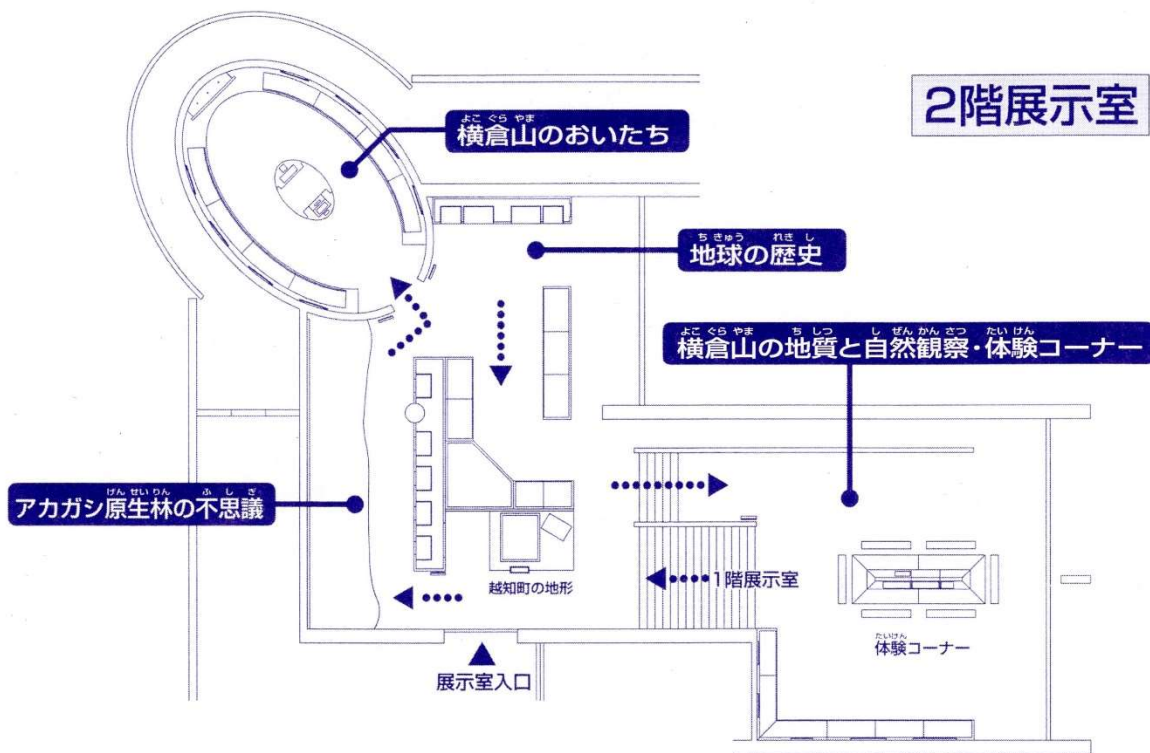 2階展示室
よこ ぐら やま
横倉山のおいたち
ち きゅう れき し
地球の歴史
よこ ぐら やま ち しつ し ぜん かん さつ たい けん
横倉山の地質と自然観察・体験コーナー
げん せい りん ふ し ぎ
アカガシ原生林の不思議
越知町の地形
1階展示室
たいけん
体験コーナー
展示室入口